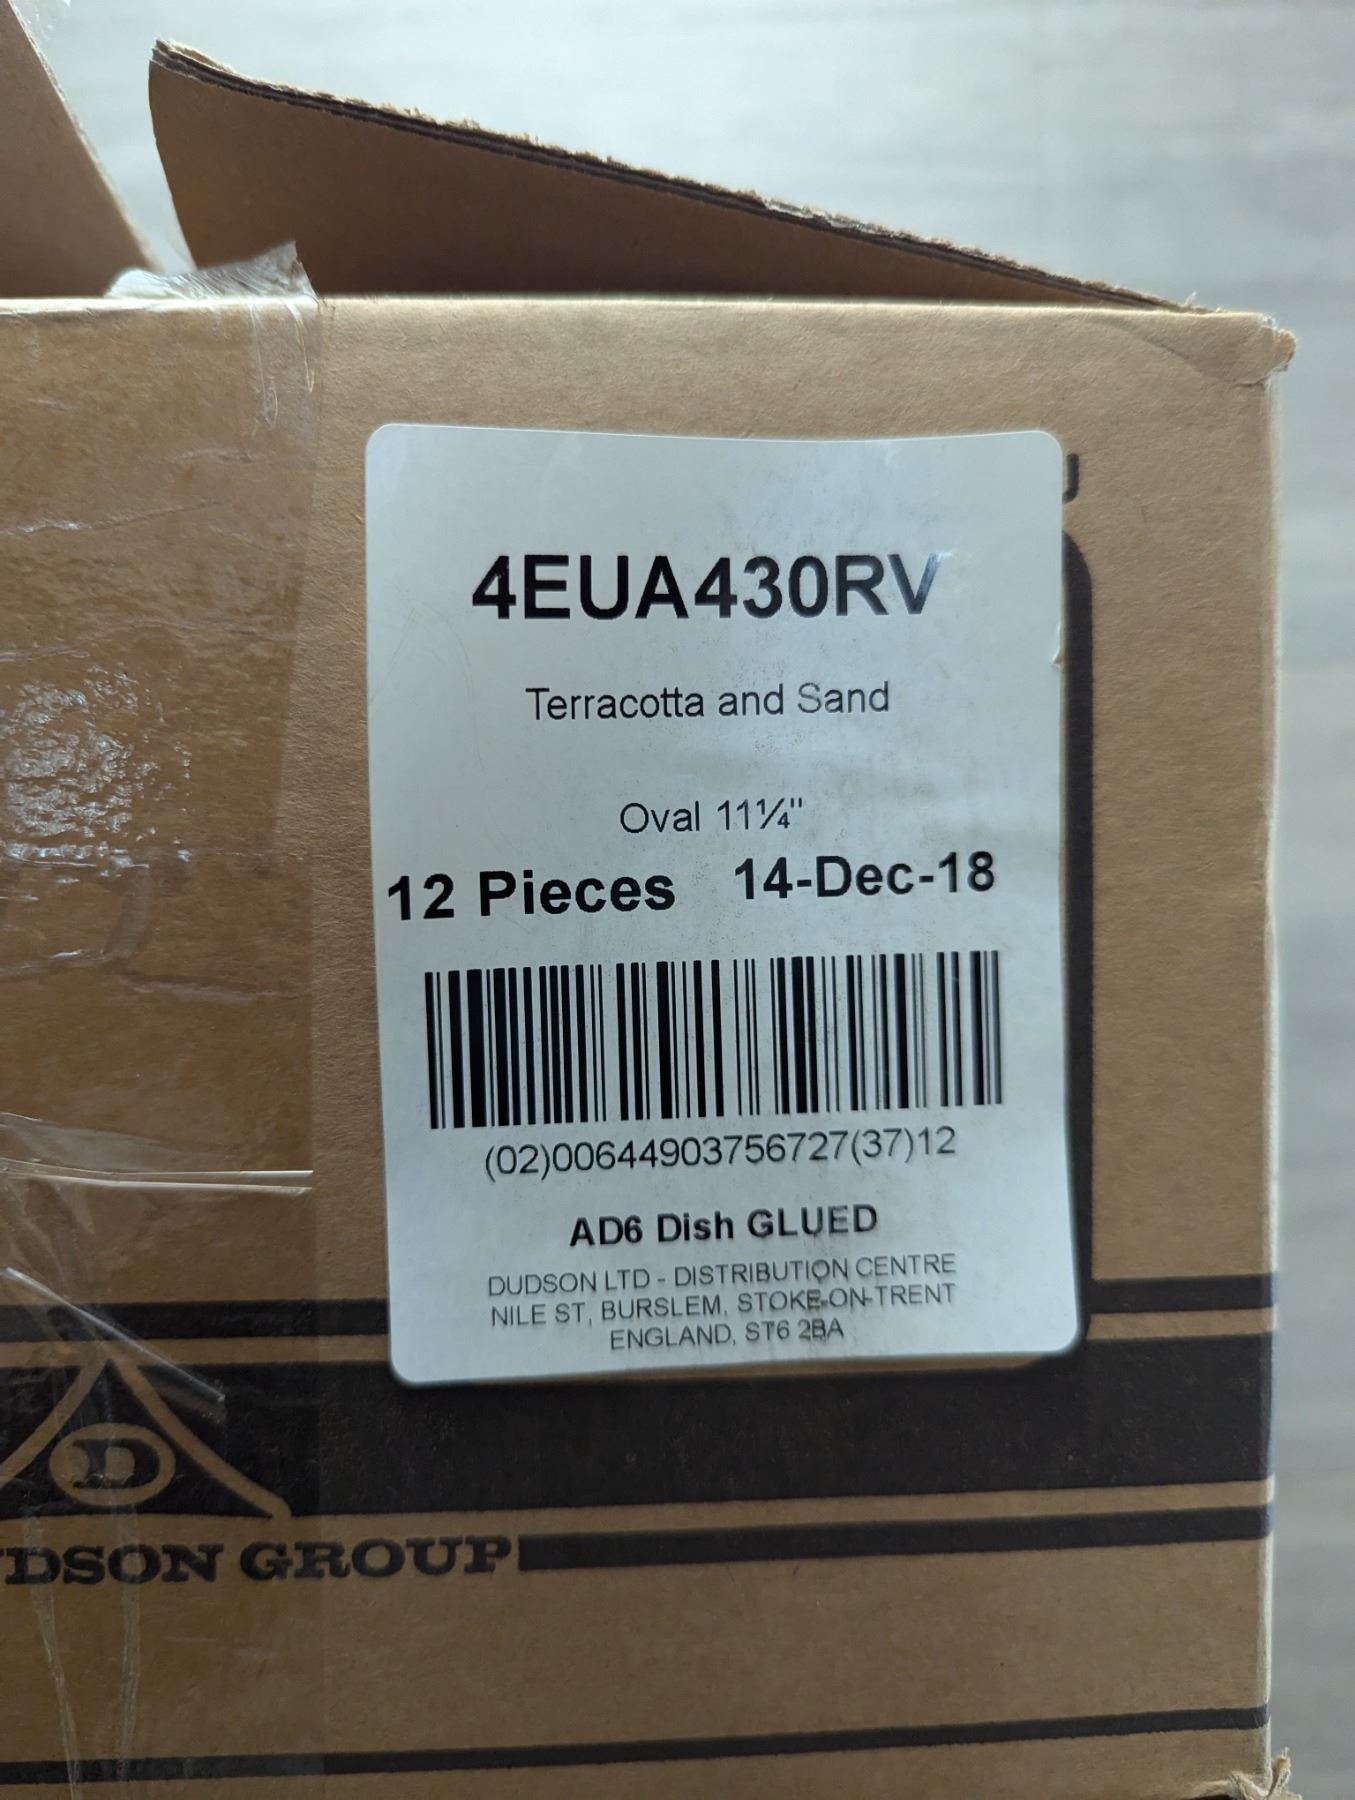 4EUA430RV
Terracotta and Sand
Oval 11¼"
12 Pieces 14-Dec-18
(02)00644903756727(37)12
AD6 Dish GLUED
DUDSON LTD - DISTRIBUTION CENTRE
NILE ST, BURSLEM, STOKE-ON-TRENT
ENGLAND, ST6 2BA
D
DSON GROUP